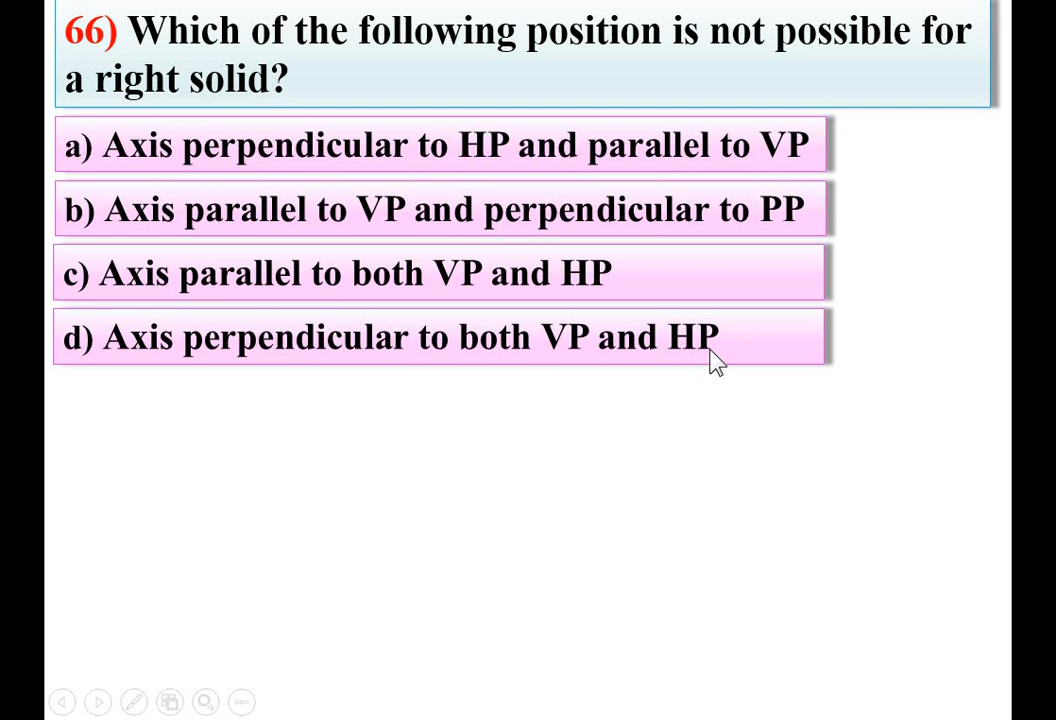 66) Which of the following position is not possible for
a right solid?
a) Axis perpendicular to HP and parallel to VP
b) Axis parallel to VP and perpendicular to PP
c) Axis parallel to both VP and HP
d) Axis perpendicular to both VP and HP